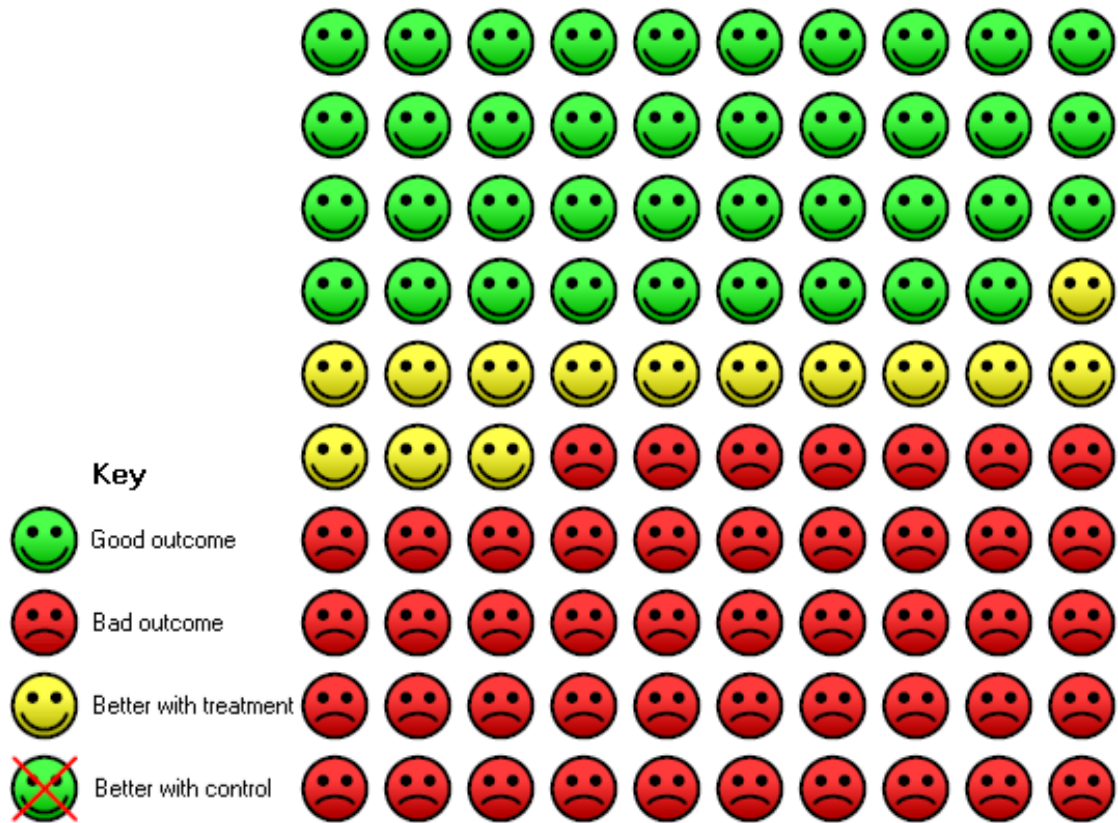 Key
Good outcome
Bad outcome
Better with treatment
Better with control